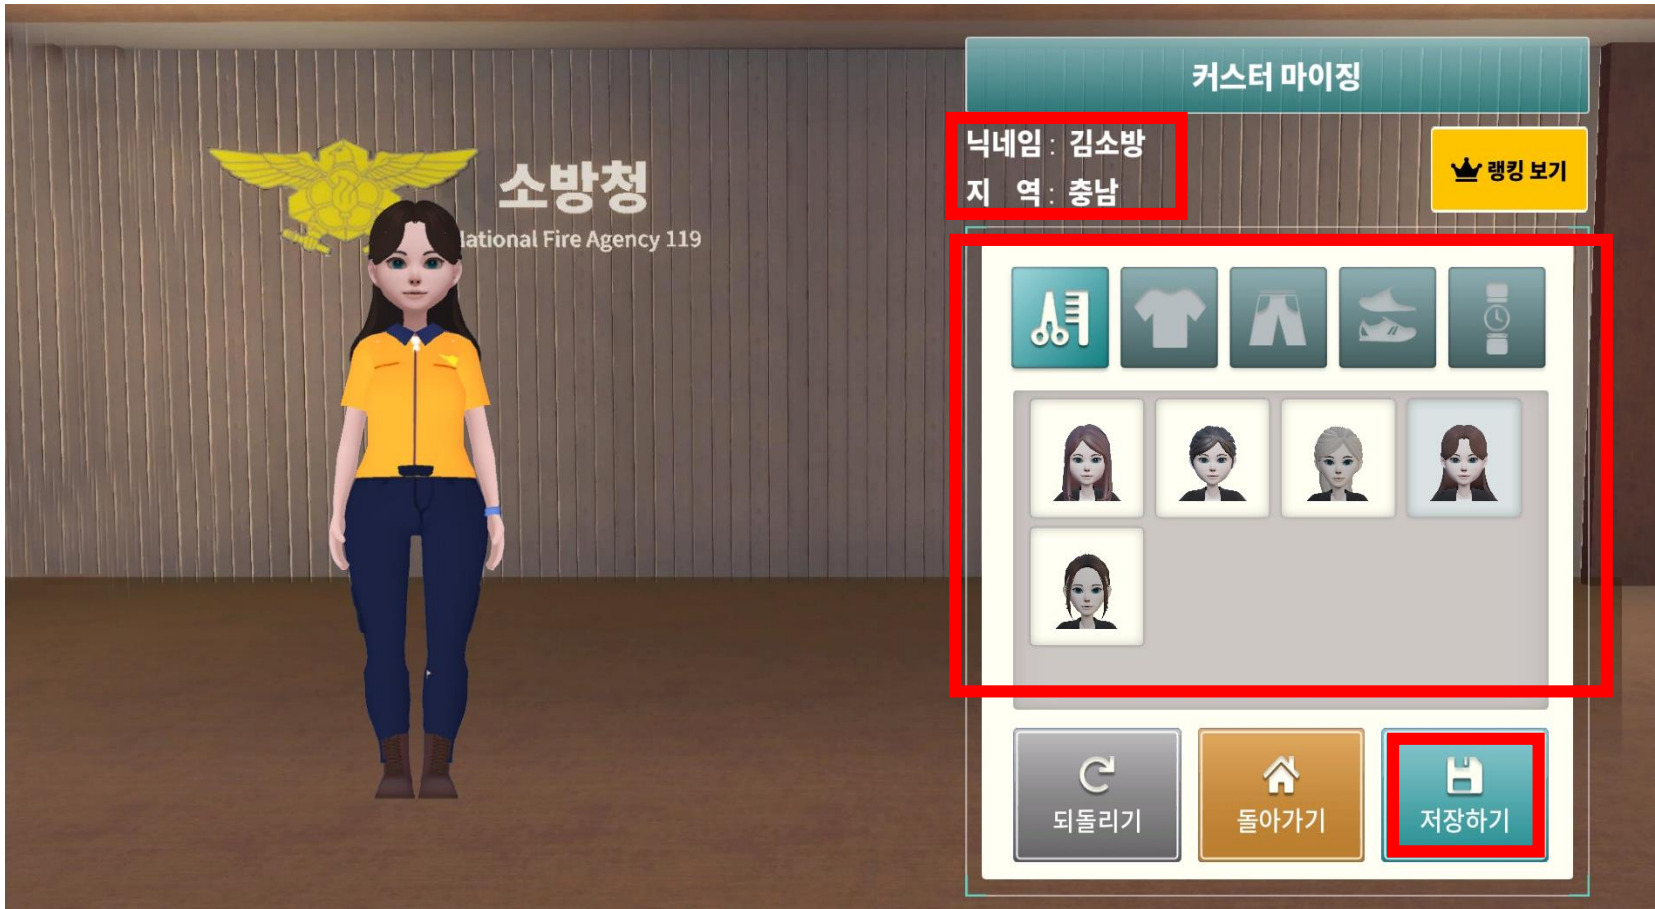 커스터 마이징
닉네임 : 김소방
지 역 : 충남
랭킹 보기
소방청
National Fire Agency 119
되돌리기
돌아가기
저장하기